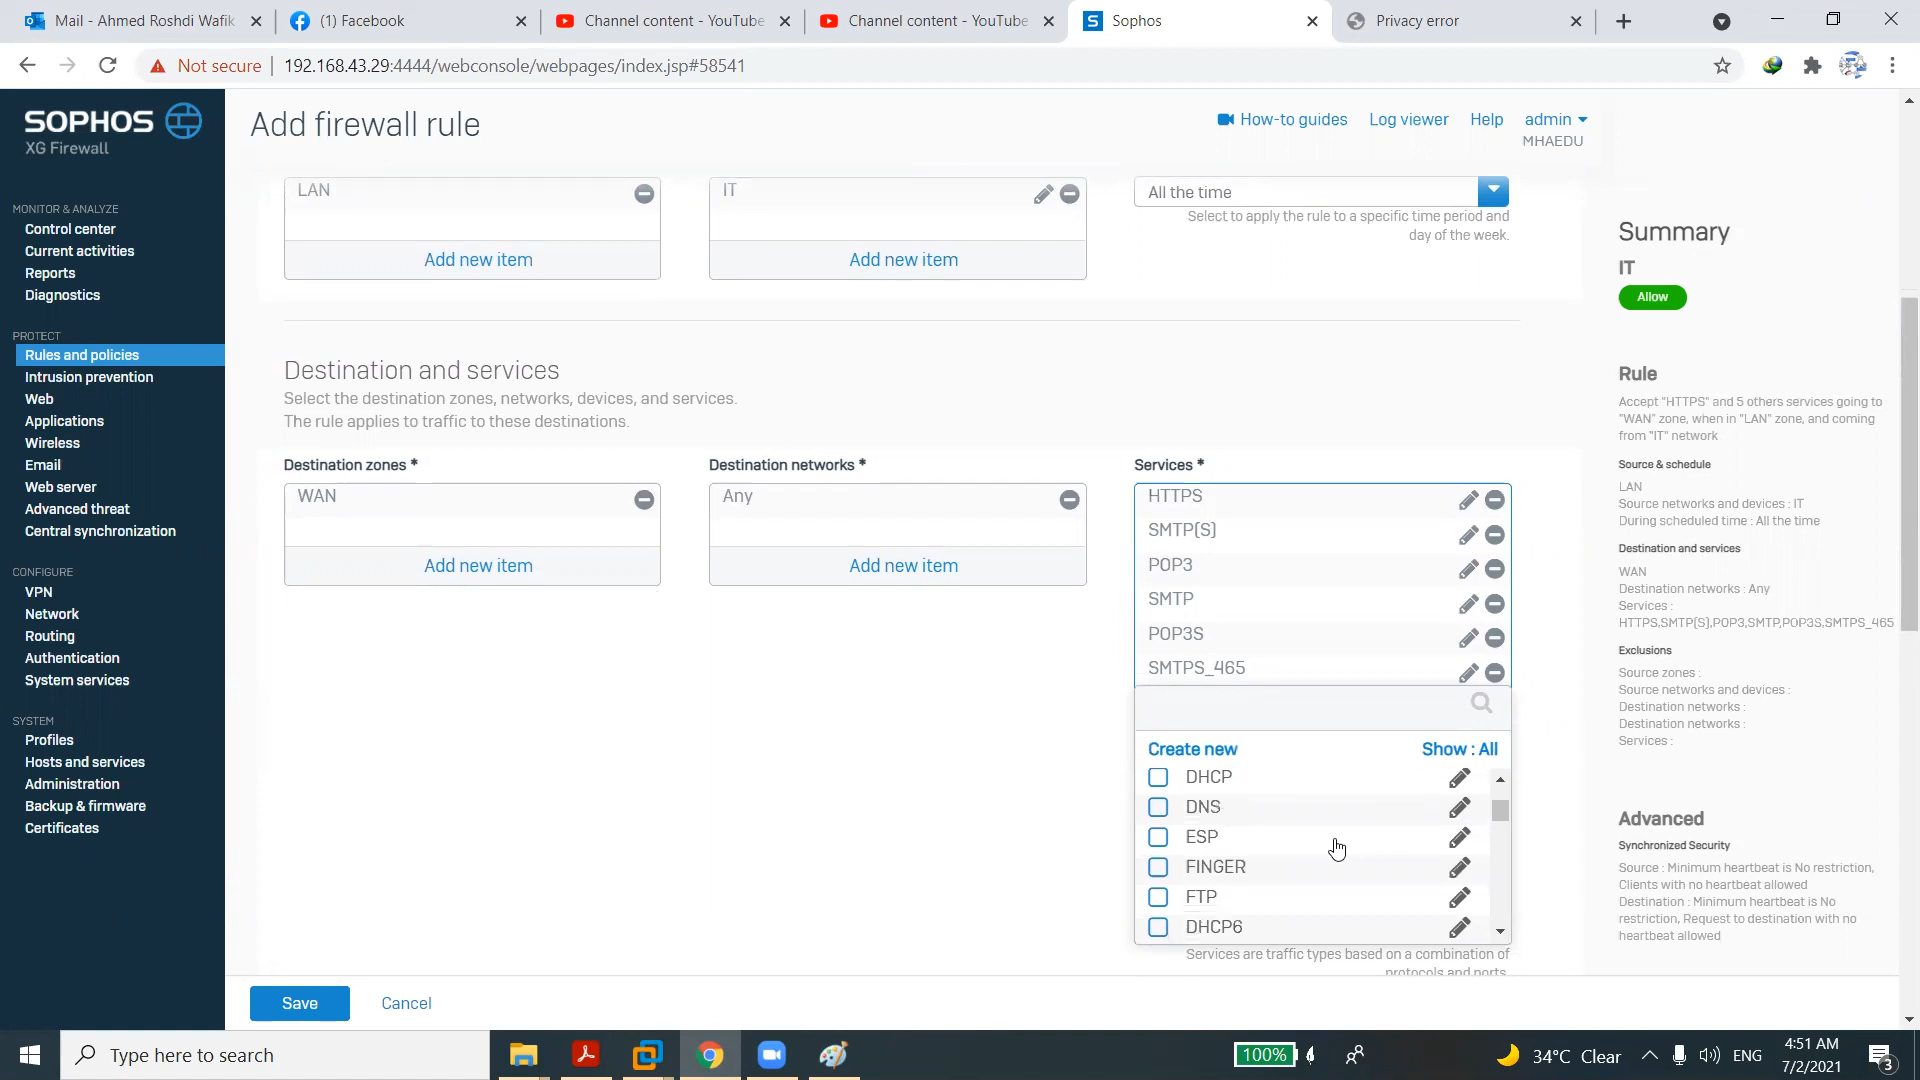 Mail - Ahmed Roshdi Wafik
(1) Facebook
Channel content - YouTube
Channel content - YouTube
Sophos
Privacy error
Not secure
192.168.43.29:4444/webconsole/webpages/index.jsp#58541
SOPHOS
XG Firewall
MONITOR & ANALYZE
Control center
Current activities
Reports
Diagnostics
PROTECT
Rules and policies
Intrusion prevention
Web
Applications
Wireless
Email
Web server
Advanced threat
Central synchronization
CONFIGURE
VPN
Network
Routing
Authentication
System services
SYSTEM
Profiles
Hosts and services
Administration
Backup & firmware
Certificates
Add firewall rule
How-to guides
Log viewer
Help
admin
MHAEDU
LAN
Add new item
IT
Add new item
All the time
Select to apply the rule to a specific time period and
day of the week.
Destination and services
Select the destination zones, networks, devices, and services.
The rule applies to traffic to these destinations.
Destination zones *
WAN
Add new item
Destination networks *
Any
Add new item
Services *
HTTPS
SMTP(S)
POP3
SMTP
POP3S
SMTPS_465
Create new
Show : All
DHCP
DNS
ESP
FINGER
FTP
DHCP6
Services are traffic types based on a combination of
protocols and ports.
Save
Cancel
Summary
IT
Allow
Rule
Accept "HTTPS" and 5 others services going to
"WAN" zone, when in "LAN" zone, and coming
from "IT" network
Source & schedule
LAN
Source networks and devices : IT
During scheduled time : All the time
Destination and services
WAN
Destination networks : Any
Services :
HTTPS,SMTP(S),POP3,SMTP,POP3S,SMTPS_465
Exclusions
Source zones :
Source networks and devices :
Destination networks :
Destination networks :
Services :
Advanced
Synchronized Security
Source : Minimum heartbeat is No restriction,
Clients with no heartbeat allowed
Destination : Minimum heartbeat is No
restriction, Request to destination with no
heartbeat allowed
Type here to search
100%
34°C Clear
ENG
4:51 AM
7/2/2021
3